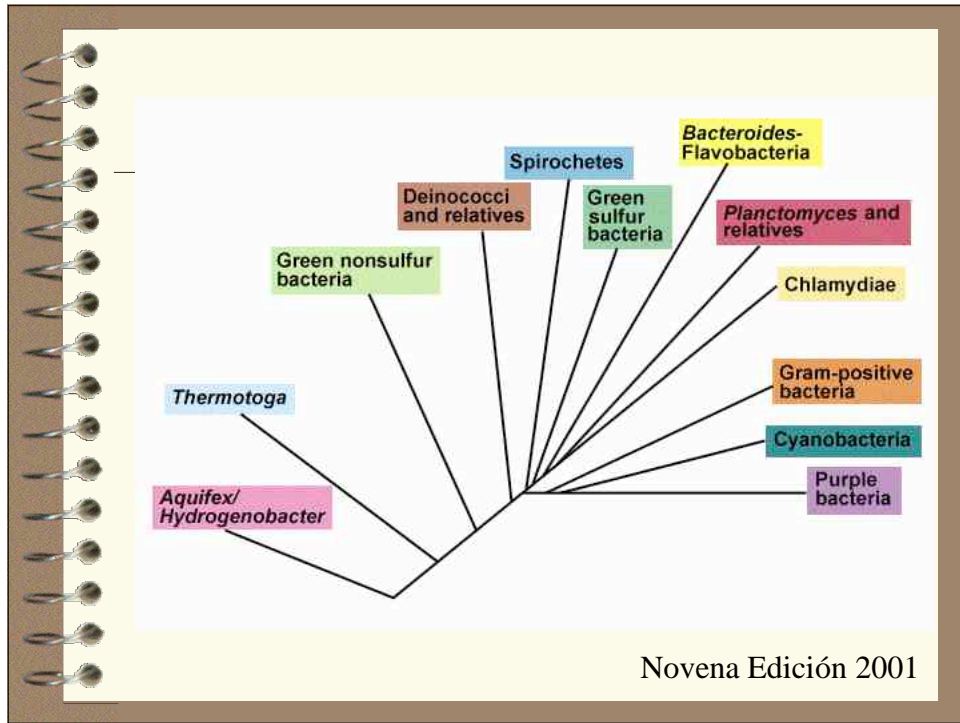 Bacteroides-
Flavobacteria
Spirochetes
Deinococci
and relatives
Green
sulfur
bacteria
Planctomyces and
relatives
Green nonsulfur
bacteria
Chlamydiae
Gram-positive
bacteria
Thermotoga
Cyanobacteria
Purple
bacteria
Aquifex/
Hydrogenobacter
Novena Edición 2001